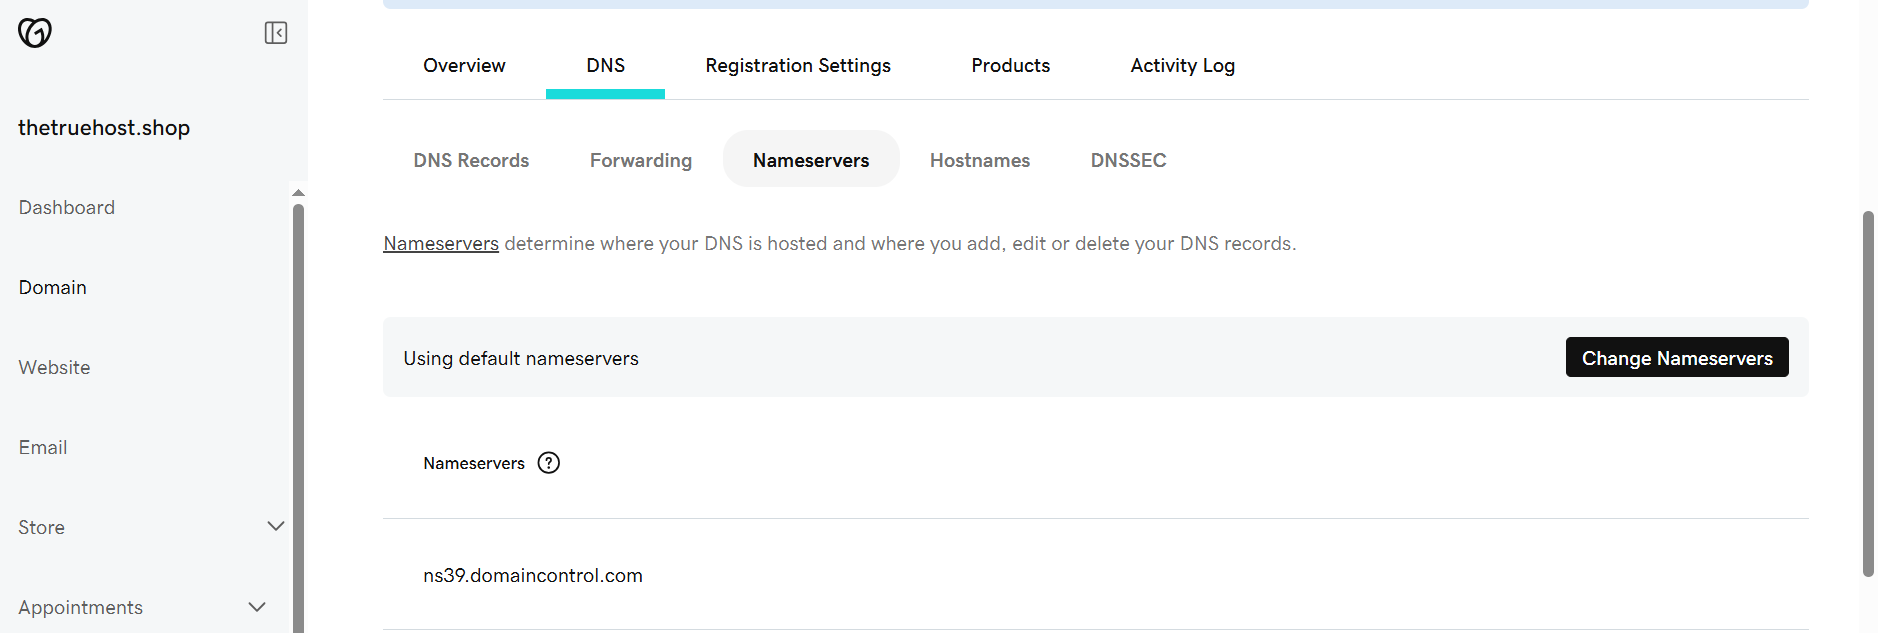 Overview
DNS
Registration Settings
Products
Activity Log
thetruehost.shop
DNS Records
Forwarding
Nameservers
Hostnames
DNSSEC
Dashboard
Nameservers determine where your DNS is hosted and where you add, edit or delete your DNS records.
Domain
Website
Using default nameservers
Change Nameservers
Email
Nameservers ?
Store
ns39.domaincontrol.com
Appointments